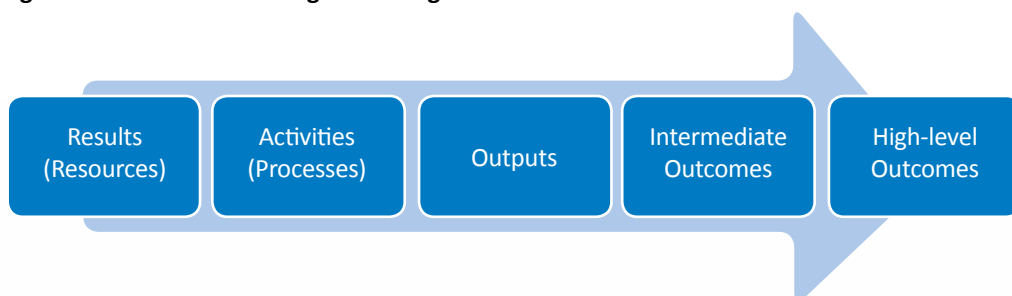 Results
(Resources)
Activities
(Processes)
Outputs
Intermediate
Outcomes
High-level
Outcomes